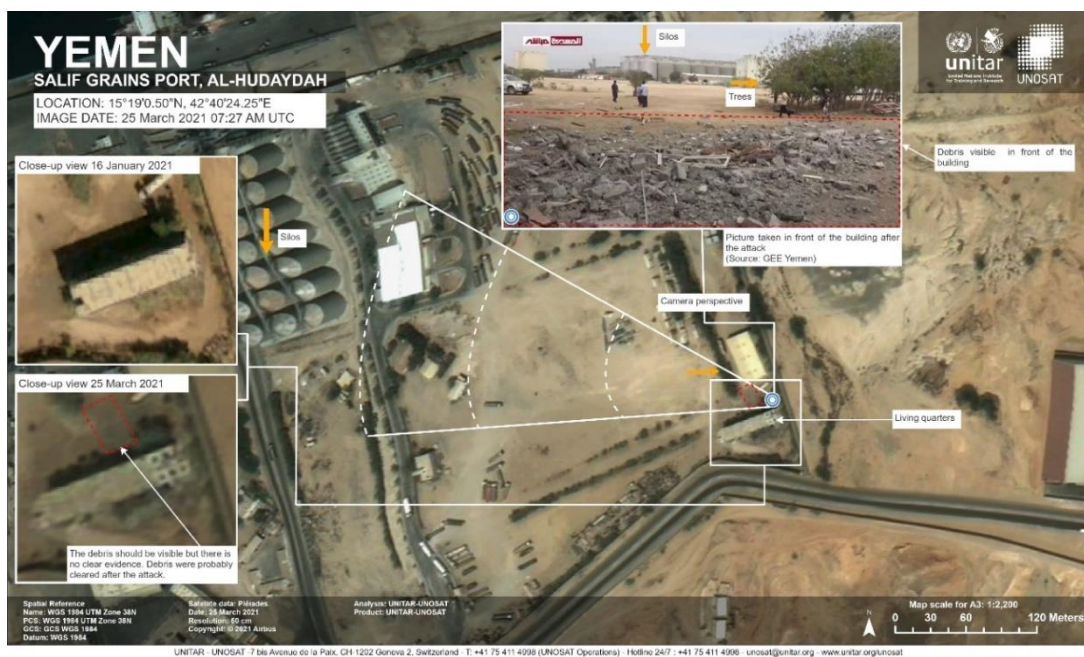 YEMEN
SALIF GRAINS PORT, AL-HUDAYDAH
LOCATION: 15°19'0.50"N, 42°40'24.25"E
IMAGE DATE: 25 March 2021 07:27 AM UTC
Close-up view 16 January 2021
Silos
Close-up view 25 March 2021
The debris should be visible but there is
no clear evidence. Debris were probably
cleared after the attack.
Silos
Trees
Picture taken in front of the building after
the attack
(Source: GEE Yemen)
Camera perspective
unitar
United Nations Institute
for Training and Research
UNOSAT
Debris visible in front of the
building
Living quarters
Spatial Reference
Name: WGS 1984 UTM Zone 38N
PCS: WGS 1984 UTM Zone 38N
GCS: GCS WGS 1984
Datum: WGS 1984
Satellite data: Pléiades
Date: 25 March 2021
Resolution: 50 cm
Copyright: © 2021 Airbus
Analysis: UNITAR-UNOSAT
Product: UNITAR-UNOSAT
N
Map scale for A3: 1:2,200
0 30 60 120 Meters
UNITAR - UNOSAT -7 bis Avenue de la Paix, CH-1202 Geneva 2, Switzerland - T: +41 75 411 4998 (UNOSAT Operations) - Hotline 24/7 : +41 75 411 4998 - unosat@unitar.org - www.unitar.org/unosat